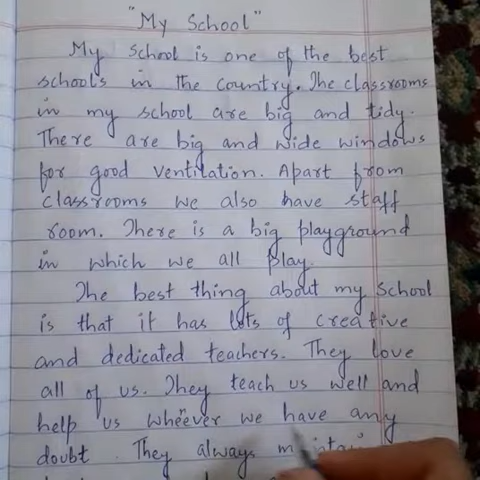 "My School"
My school is one of the best
schools in the country. The classrooms
in my school are big and tidy.
There are big and wide windows
for good ventilation. Apart from
classrooms we also have staff
room. There is a big playground
in which we all play.
The best thing about my school
is that it has lots of creative
and dedicated teachers. They love
all of us. They teach us well and
help us whenever we have any
doubt. They always maintain